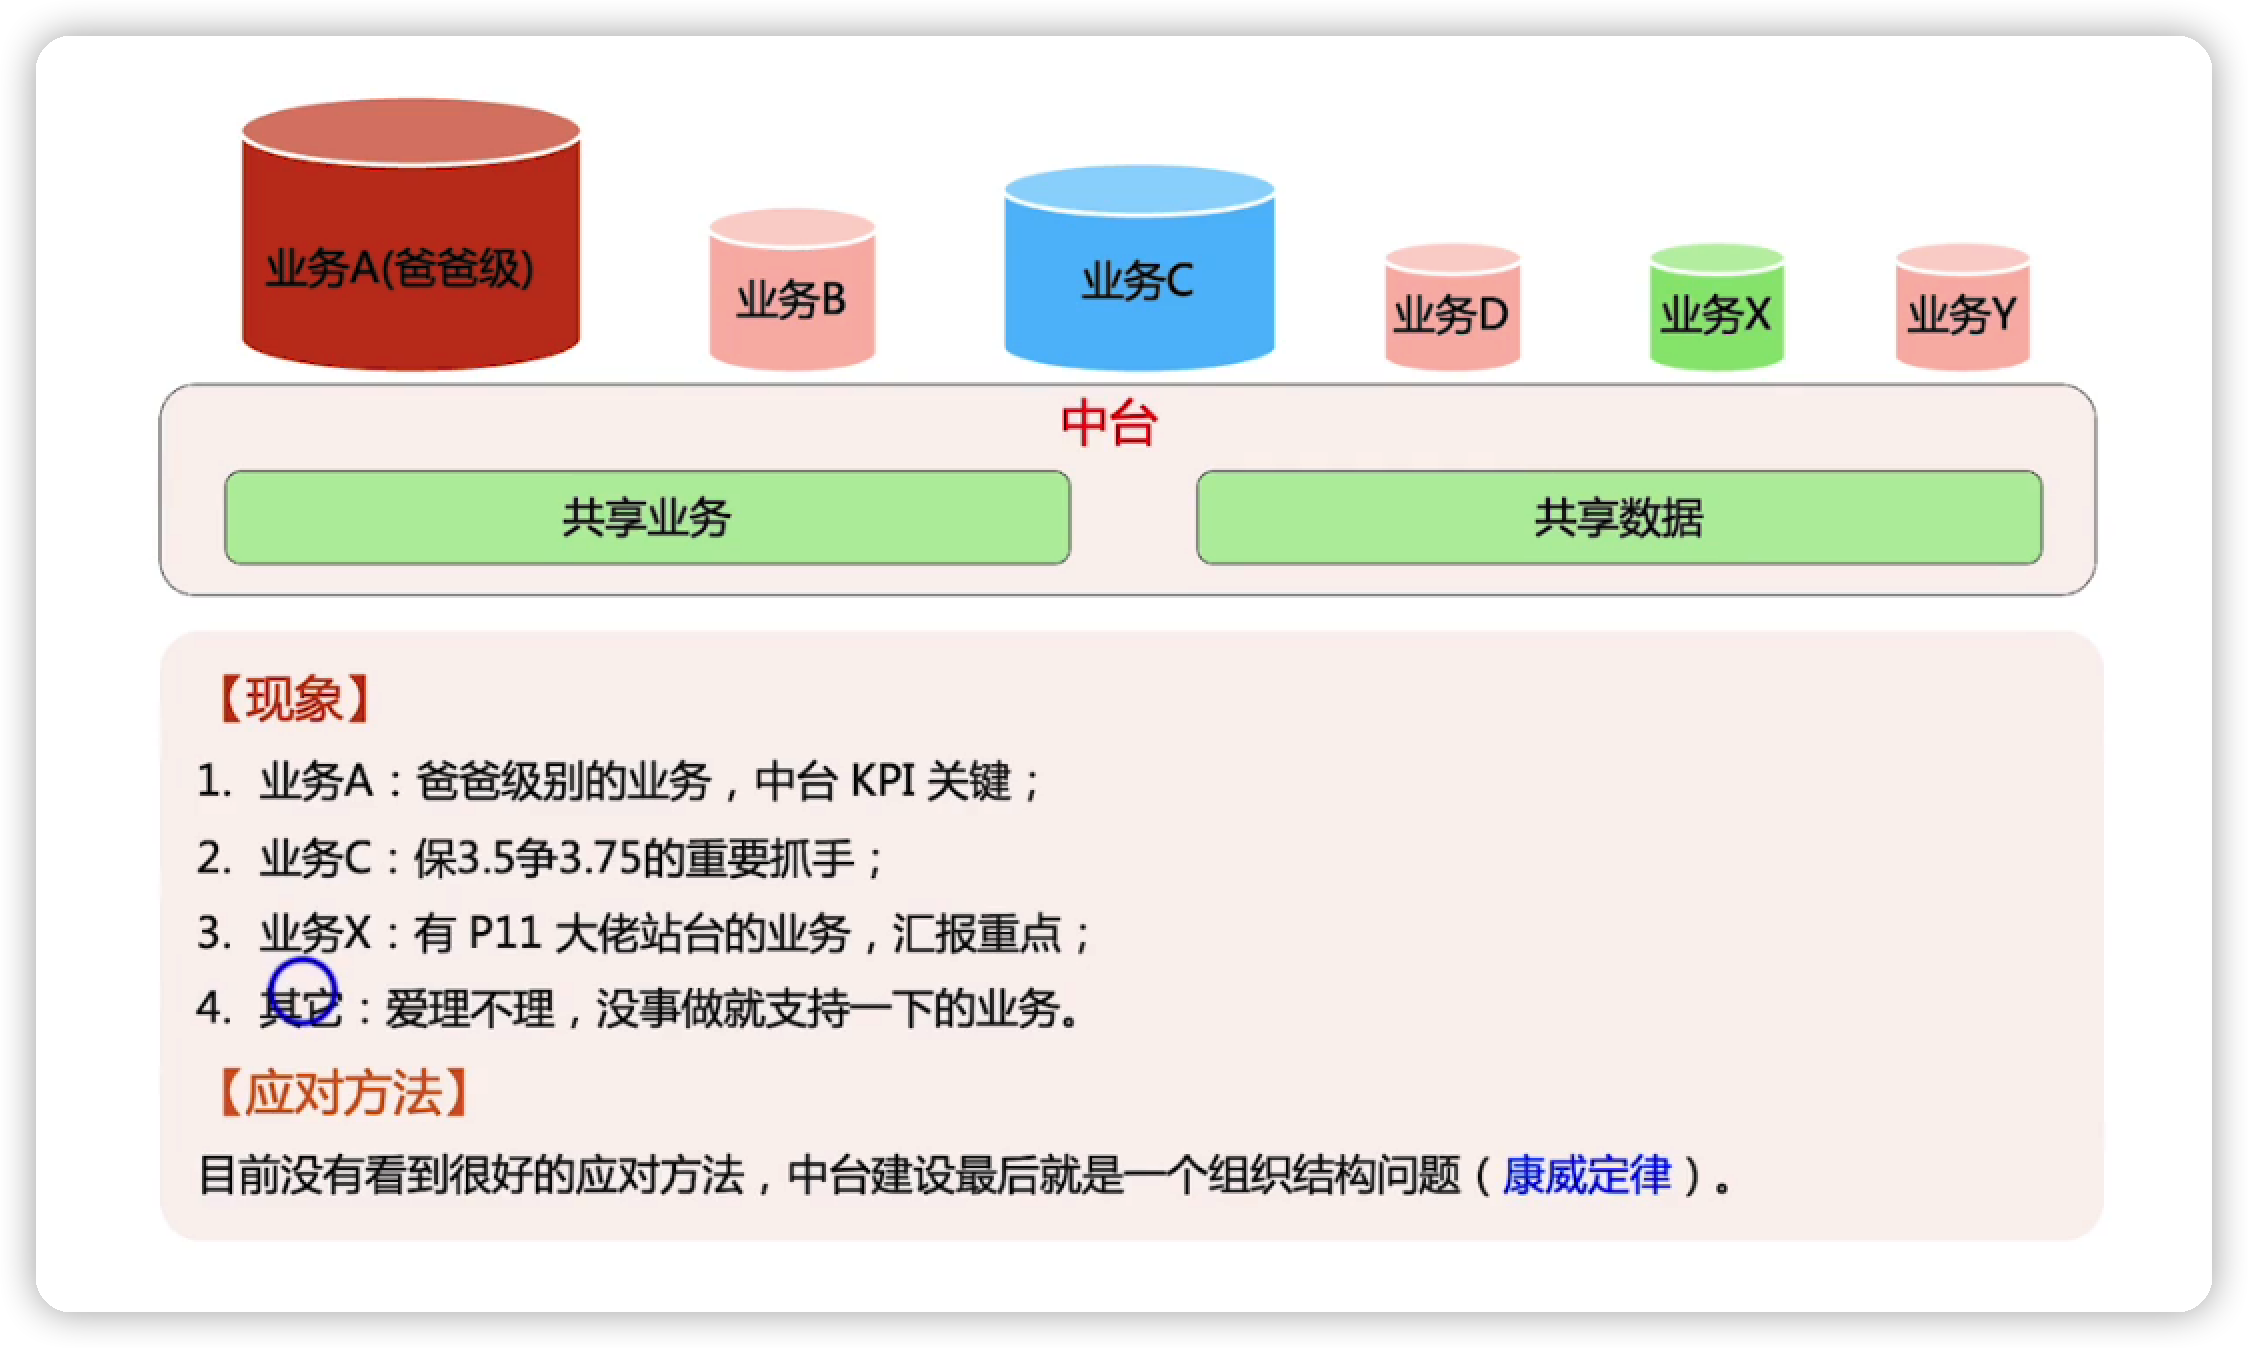 业务A(爸爸级)
业务B
业务C
业务D
业务X
业务Y
中台
共享业务
共享数据
【现象】
1. 业务A：爸爸级别的业务，中台 KPI 关键；
2. 业务C：保3.5争3.75的重要抓手；
3. 业务X：有 P11 大佬站台的业务，汇报重点；
4. 其它：爱理不理，没事做就支持一下的业务。
【应对方法】
目前没有看到很好的应对方法，中台建设最后就是一个组织结构问题（康威定律）。